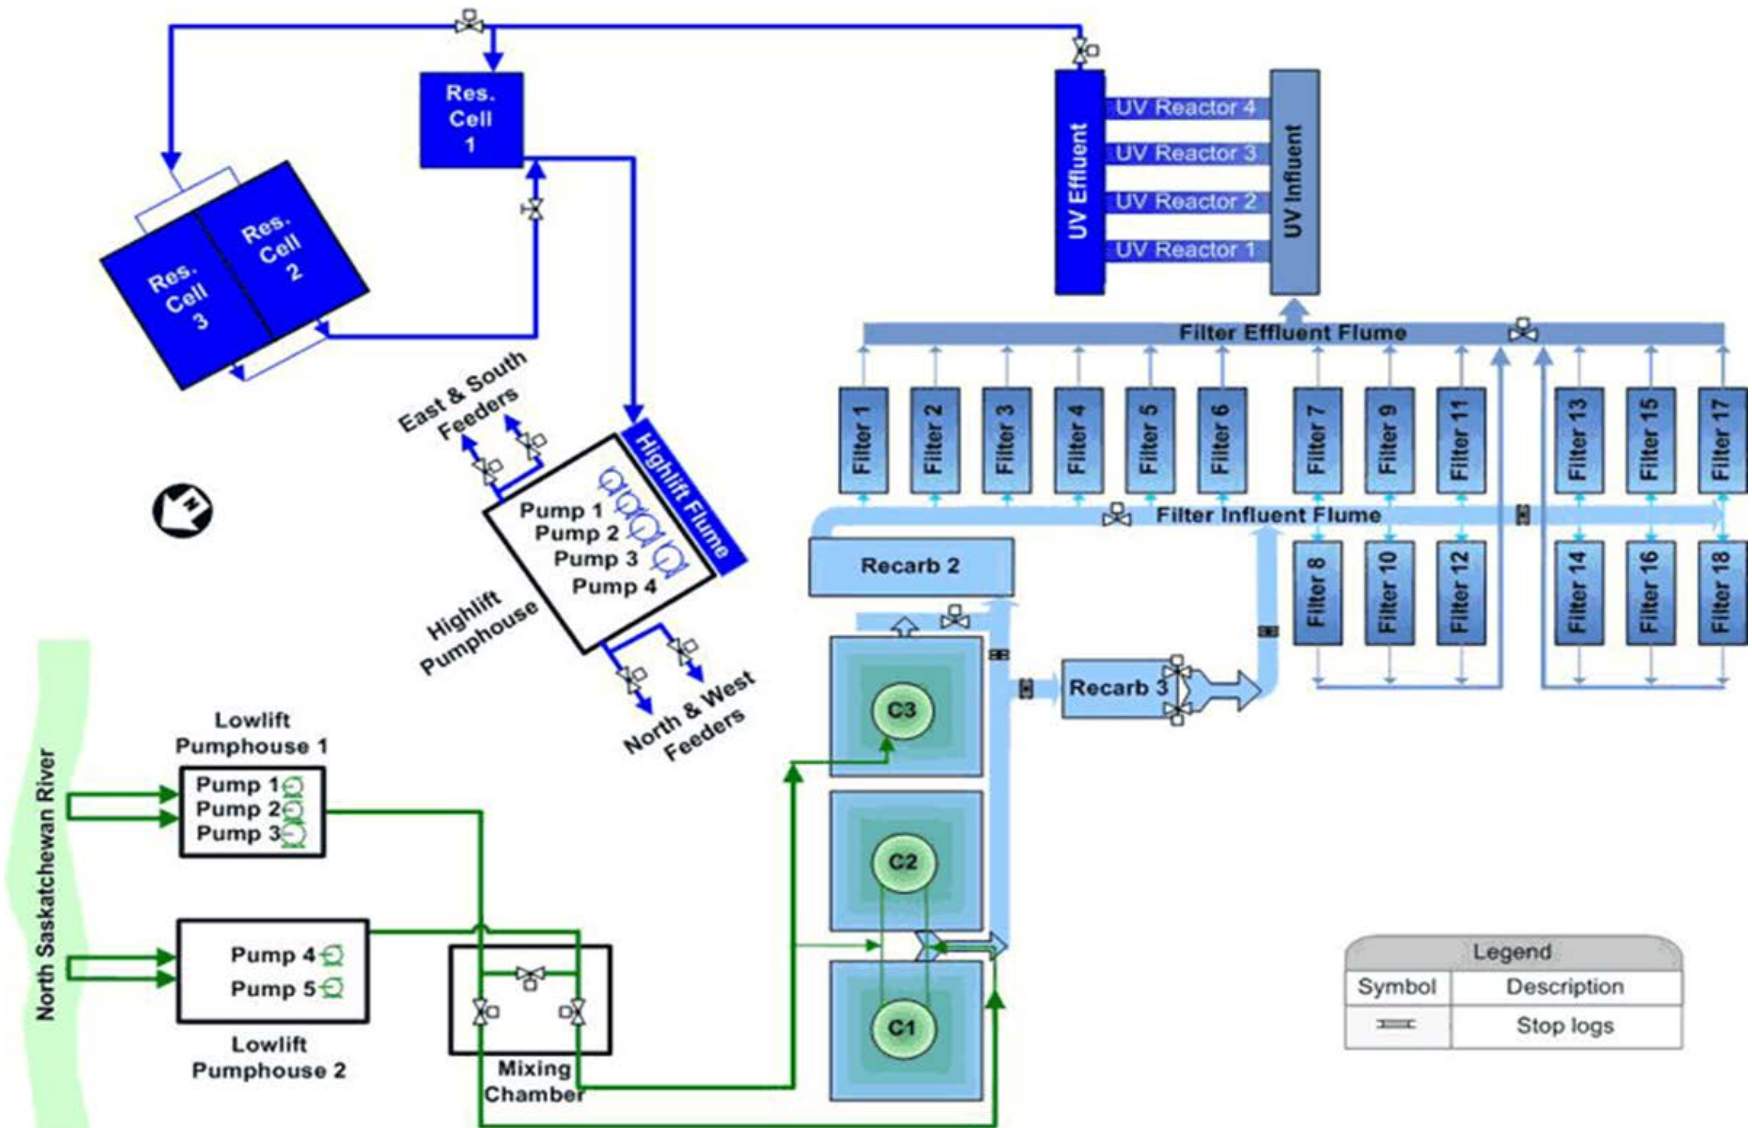 Res.
Cell
1
Res.
Cell
2
Res.
Cell
3
UV Effluent
UV Reactor 4
UV Reactor 3
UV Reactor 2
UV Reactor 1
UV Influent
Filter Effluent Flume
Filter 1
Filter 2
Filter 3
Filter 4
Filter 5
Filter 6
Filter 7
Filter 9
Filter 11
Filter 13
Filter 15
Filter 17
Filter Influent Flume
Filter 8
Filter 10
Filter 12
Filter 14
Filter 16
Filter 18
East & South
Feeders
Highlift Flume
N
Pump 1
Pump 2
Pump 3
Pump 4
Highlift
Pumphouse
North & West
Feeders
Recarb 2
Recarb 3
C3
C2
C1
North Saskatchewan River
Lowlift
Pumphouse 1
Pump 1
Pump 2
Pump 3
Pump 4
Pump 5
Lowlift
Pumphouse 2
Mixing
Chamber
Legend
Symbol Description
Stop logs